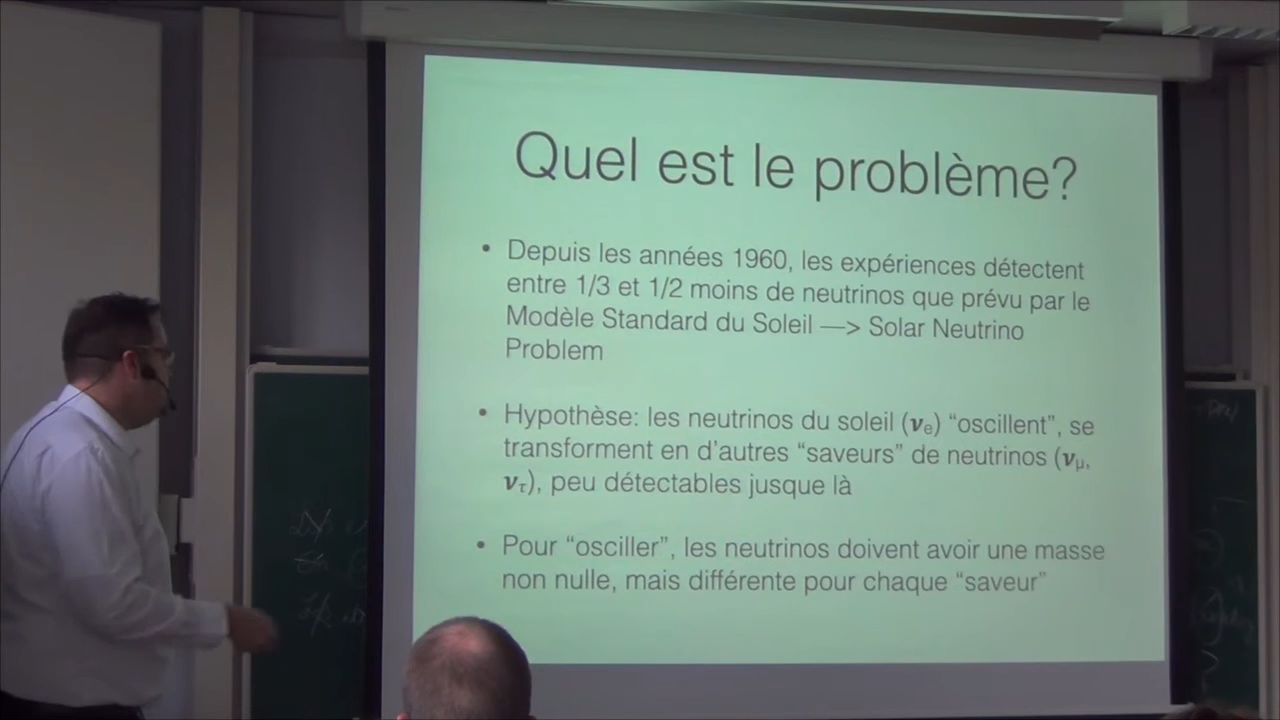 Quel est le problème?
• Depuis les années 1960, les expériences détectent
entre 1/3 et 1/2 moins de neutrinos que prévu par le
Modèle Standard du Soleil —> Solar Neutrino
Problem
• Hypothèse: les neutrinos du soleil (𝝂e) “oscillent”, se
transforment en d’autres “saveurs” de neutrinos (𝝂μ,
𝝂τ), peu détectables jusque là
• Pour “osciller”, les neutrinos doivent avoir une masse
non nulle, mais différente pour chaque “saveur”